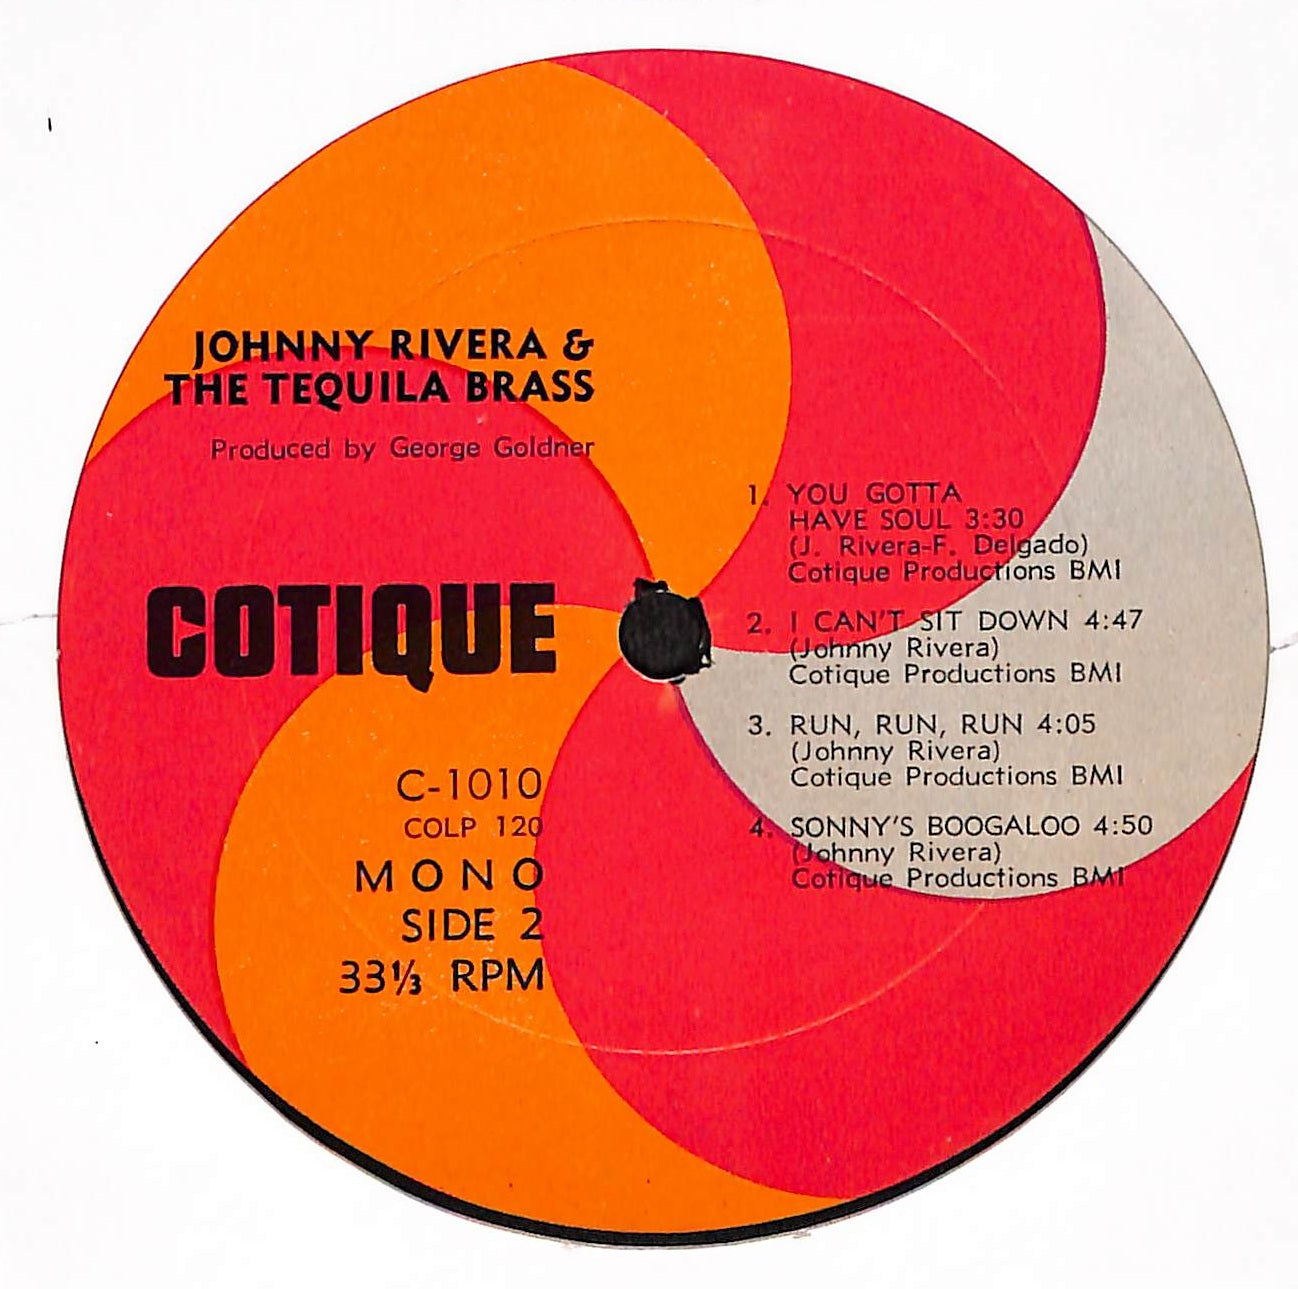 JOHNNY RIVERA &
THE TEQUILA BRASS
Produced by George Goldner
COTIQUE
C-1010
COLP 120
MONO
SIDE 2
33⅓ RPM
1. YOU GOTTA
HAVE SOUL 3:30
(J. Rivera-F. Delgado)
Cotique Productions BMI
2. I CAN'T SIT DOWN 4:47
(Johnny Rivera)
Cotique Productions BMI
3. RUN, RUN, RUN 4:05
(Johnny Rivera)
Cotique Productions BMI
4. SONNY'S BOOGALOO 4:50
(Johnny Rivera)
Cotique Productions BMI